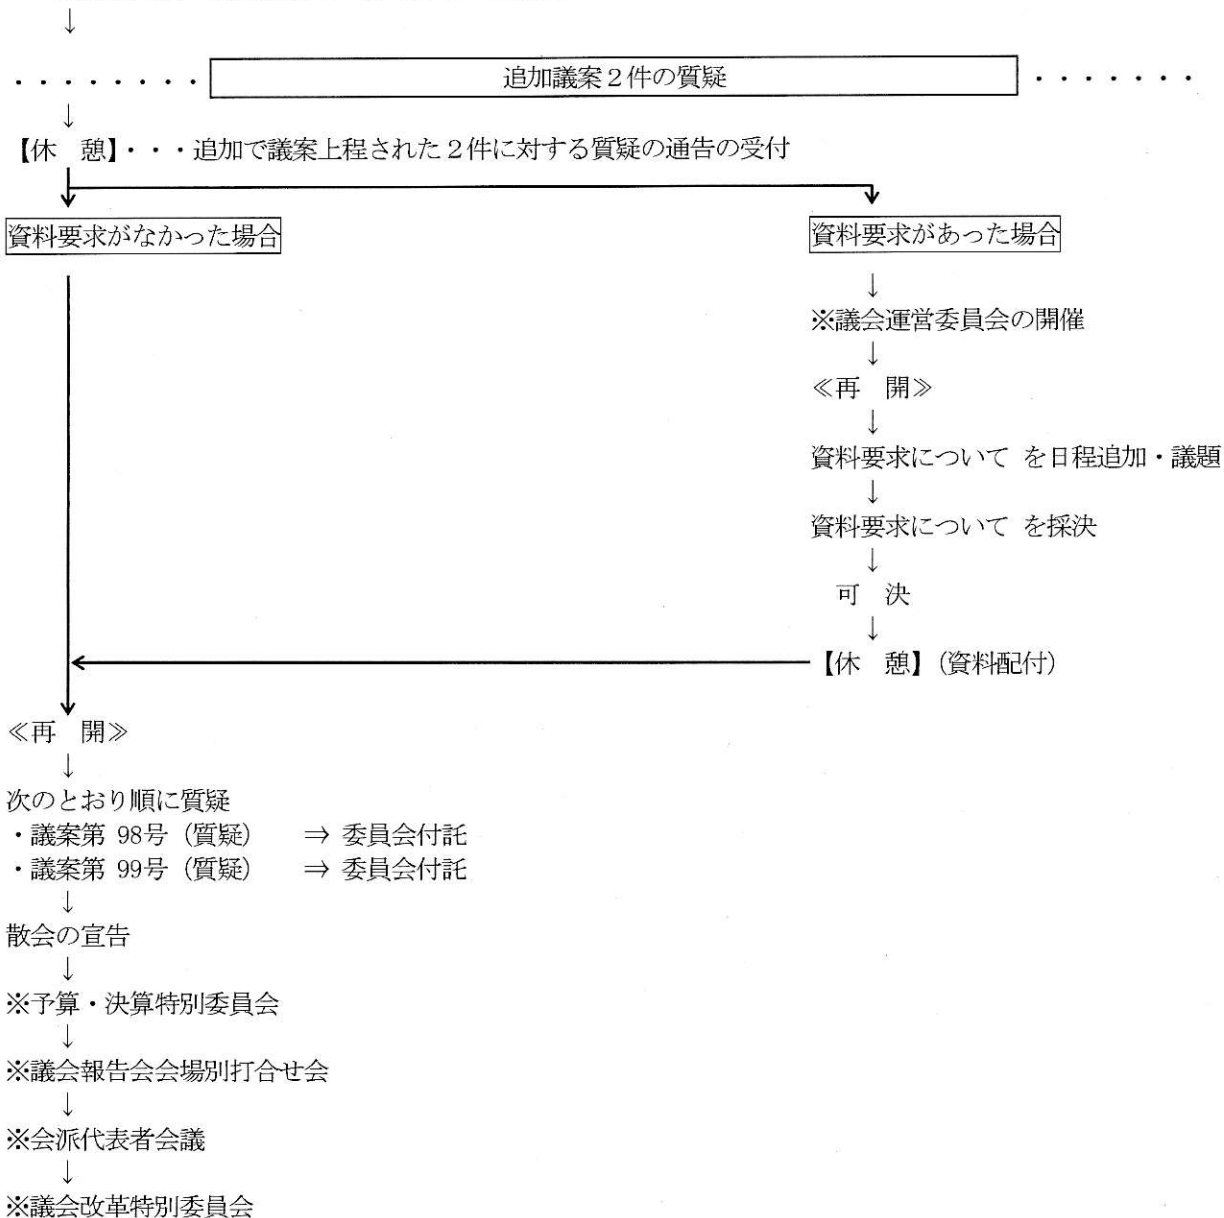 ↓
・・・・・・・・ 追加議案２件の質疑 ・・・・・・・
↓
【休　憩】・・・追加で議案上程された２件に対する質疑の通告の受付
資料要求がなかった場合
資料要求があった場合
↓
※議会運営委員会の開催
↓
≪再　開≫
↓
資料要求について を日程追加・議題
↓
資料要求について を採決
↓
可　決
↓
【休　憩】（資料配付）
≪再　開≫
↓
次のとおり順に質疑
・議案第 98号（質疑）　⇒ 委員会付託
・議案第 99号（質疑）　⇒ 委員会付託
↓
散会の宣告
↓
※予算・決算特別委員会
↓
※議会報告会会場別打合せ会
↓
※会派代表者会議
↓
※議会改革特別委員会